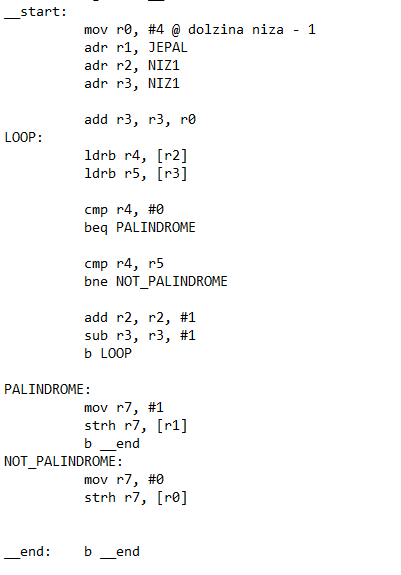 __start:
mov r0, #4 @ dolzina niza - 1
adr r1, JEPAL
adr r2, NIZ1
adr r3, NIZ1
add r3, r3, r0
LOOP:
ldrb r4, [r2]
ldrb r5, [r3]
cmp r4, #0
beq PALINDROME
cmp r4, r5
bne NOT_PALINDROME
add r2, r2, #1
sub r3, r3, #1
b LOOP
PALINDROME:
mov r7, #1
strh r7, [r1]
b __end
NOT_PALINDROME:
mov r7, #0
strh r7, [r0]
__end: b __end